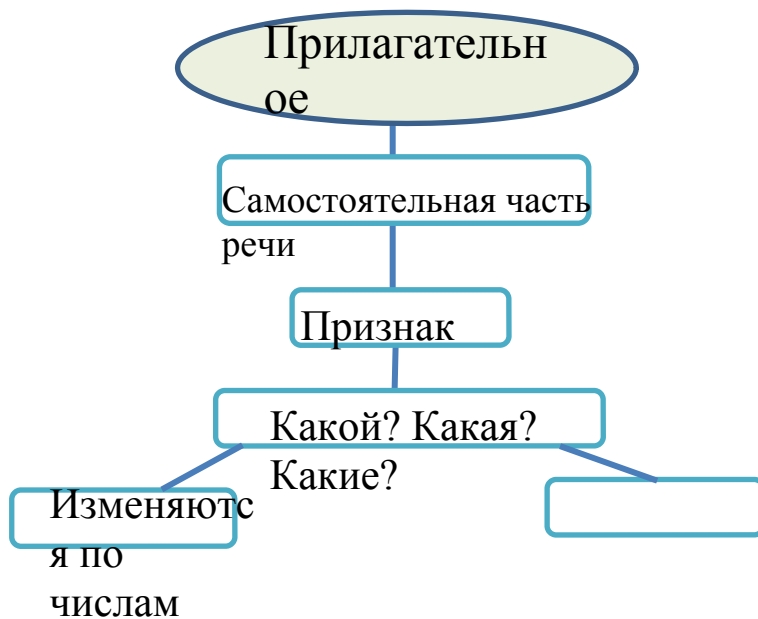 Прилагательн
ое
Самостоятельная часть
речи
Признак
Какой? Какая?
Какие?
Изменяютс
я по
числам